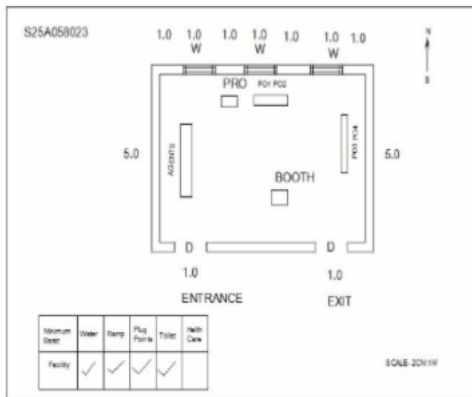 S25A058023
1.0 1.0 1.0 1.0 1.0 1.0 1.0
W W W
N
S
PRO PO1 PO2
AGENTS
PO3 PO4
5.0 5.0
BOOTH
D D
1.0 1.0
ENTRANCE EXIT
Minimum Basic Facility
Water
Ramp
Plug Points
Toilet
Helth Care
SCALE- 2CM:1M